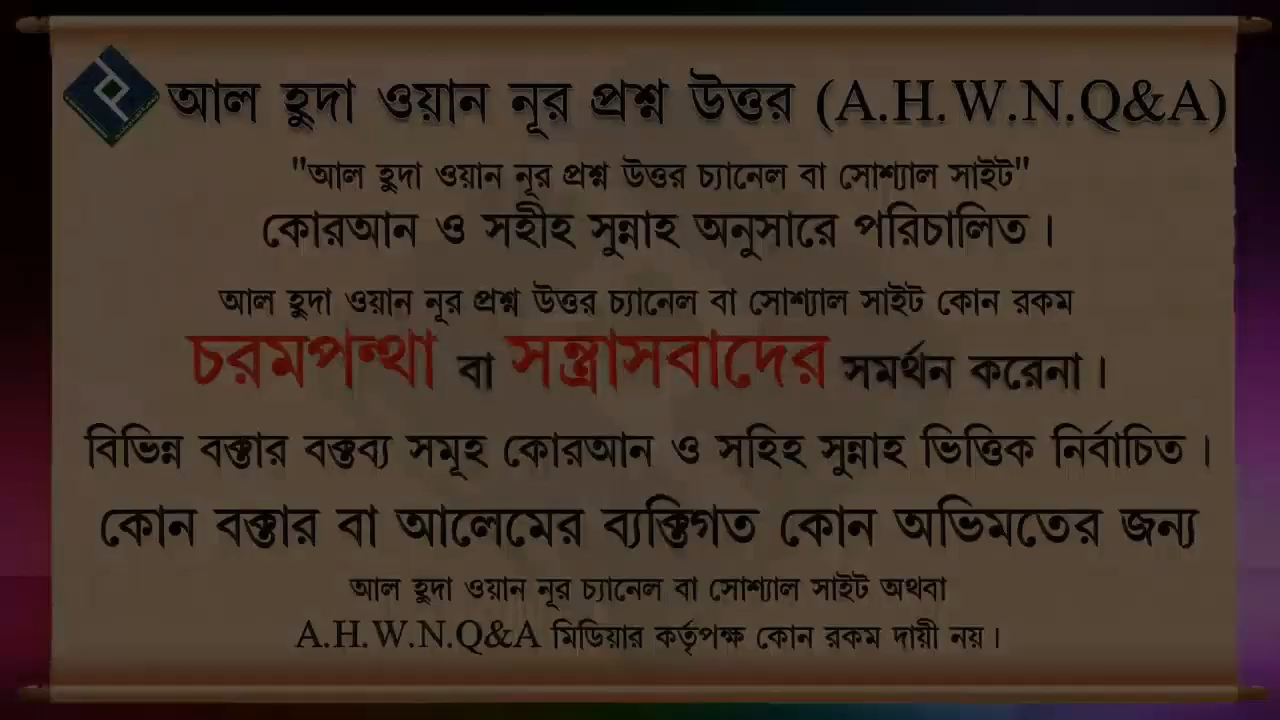 আল হুদা ওয়ান নূর প্রশ্ন উত্তর (A.H.W.N.Q&A)
"আল হুদা ওয়ান নূর প্রশ্ন উত্তর চ্যানেল বা সোশ্যাল সাইট"
কোরআন ও সহীহ সুন্নাহ অনুসারে পরিচালিত।
আল হুদা ওয়ান নূর প্রশ্ন উত্তর চ্যানেল বা সোশ্যাল সাইট কোন রকম
চরমপন্থা বা সন্ত্রাসবাদের সমর্থন করেনা।
বিভিন্ন বক্তার বক্তব্য সমূহ কোরআন ও সহিহ সুন্নাহ ভিত্তিক নির্বাচিত।
কোন বক্তার বা আলেমের ব্যক্তিগত কোন অভিমতের জন্য
আল হুদা ওয়ান নূর চ্যানেল বা সোশ্যাল সাইট অথবা
A.H.W.N.Q&A মিডিয়ার কর্তৃপক্ষ কোন রকম দায়ী নয়।